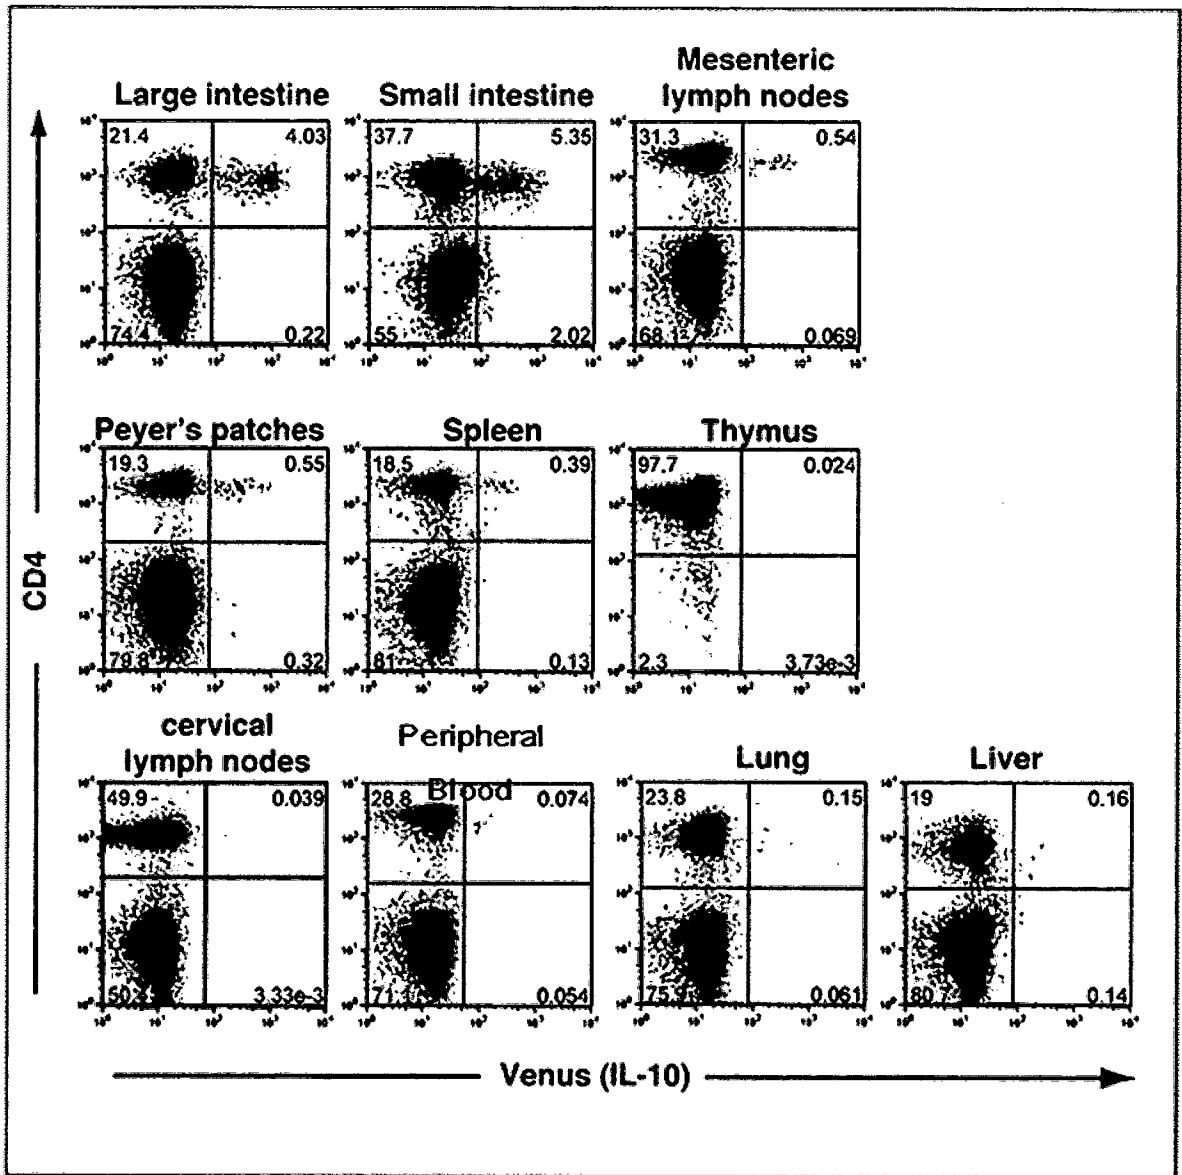 Large intestine
Small intestine
Mesenteric
lymph nodes
21.4 4.03
37.7 5.35
31.3 0.54
74.4 0.22
55 2.02
68.1 0.069
Peyer's patches
Spleen
Thymus
19.3 0.55
18.5 0.39
97.7 0.024
79.8 0.32
81 0.13
2.3 3.73e-3
CD4
cervical
lymph nodes
Peripheral
Blood
Lung
Liver
49.9 0.039
28.8 0.074
23.8 0.15
19 0.16
3.33e-3
71.1 0.054
0.061
80.7 0.14
Venus (IL-10)